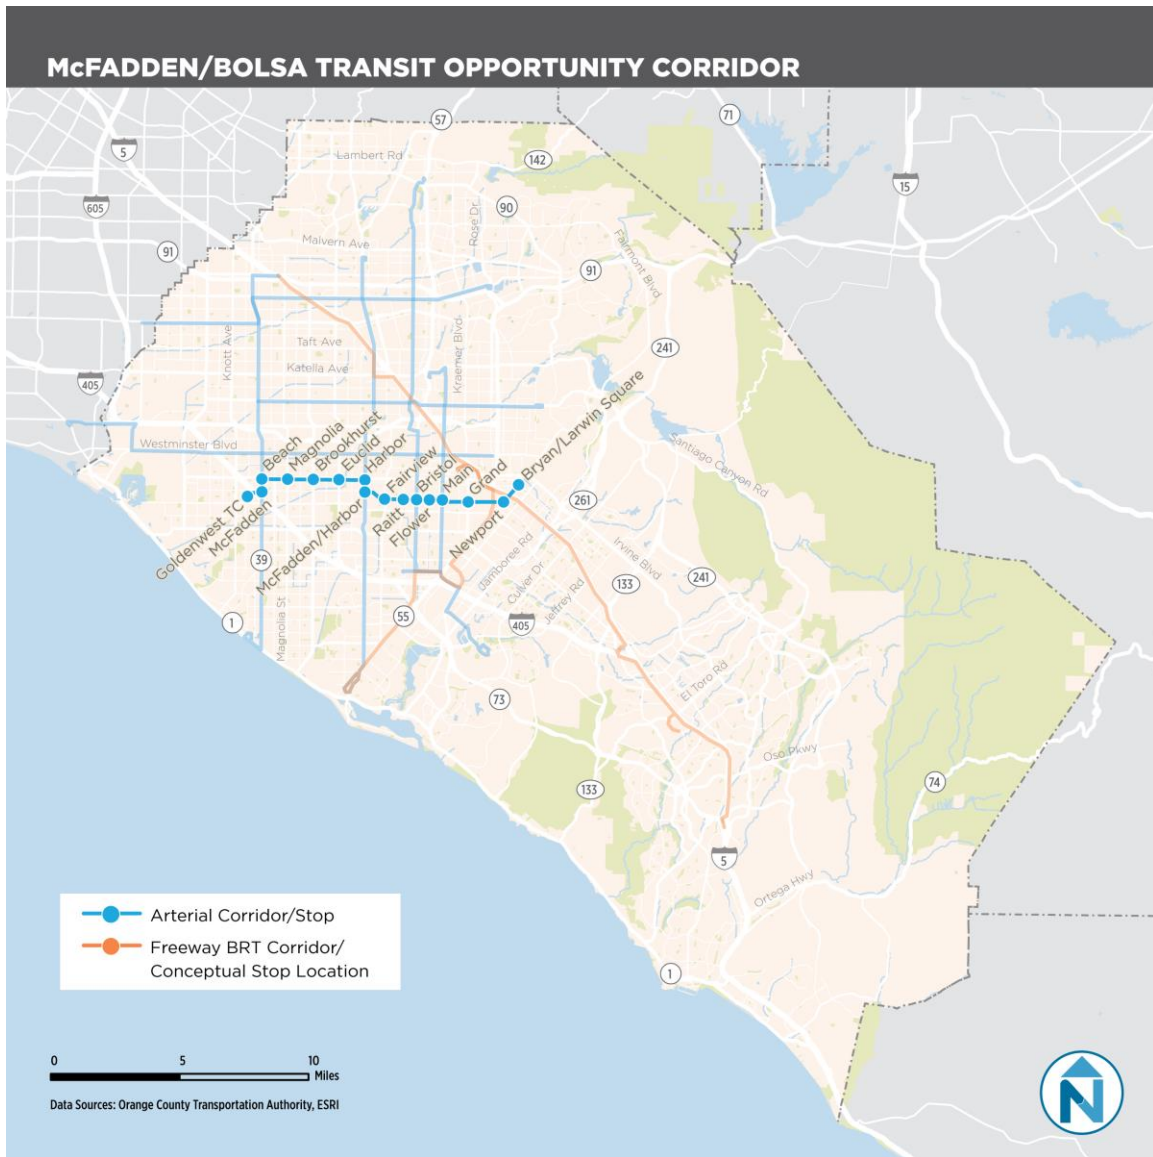 McFADDEN/BOLSA TRANSIT OPPORTUNITY CORRIDOR
57
71
5
Lambert Rd
142
15
605
90
Rose Dr
Malvern Ave
91
Fairmont Blvd
91
Knott Ave
Taft Ave
Kraemer Blvd
241
Katella Ave
405
Westminster Blvd
Beach
Magnolia
Brookhurst
Euclid
Harbor
Fairview
Bristol
Main
Grand
Bryan/Larwin Square
Santiago Canyon Rd
Goldenwest TC
McFadden
McFadden/Harbor
Raitt
Flower
Newport
261
Jamboree Rd
Culver Dr
Jeffrey Rd
Irvine Blvd
39
133
241
1
Magnolia St
55
405
El Toro Rd
73
Oso Pkwy
133
74
5
Ortega Hwy
1
Arterial Corridor/Stop
Freeway BRT Corridor/
Conceptual Stop Location
0 5 10
Miles
Data Sources: Orange County Transportation Authority, ESRI
N